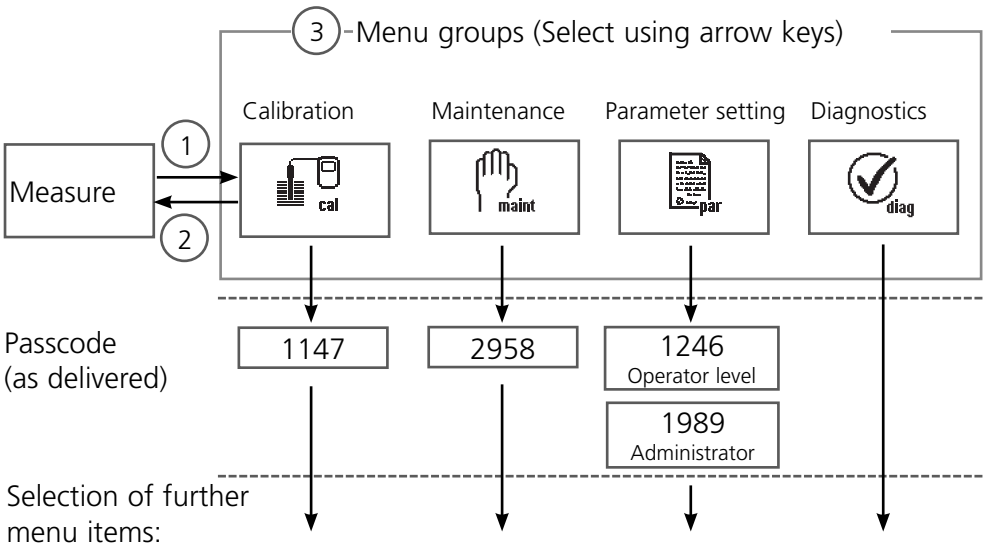 3 Menu groups (Select using arrow keys)
Calibration Maintenance Parameter setting Diagnostics
1
Measure
cal maint par diag
2
Passcode
(as delivered)
1147 2958 1246
Operator level
1989
Administrator
Selection of further
menu items: